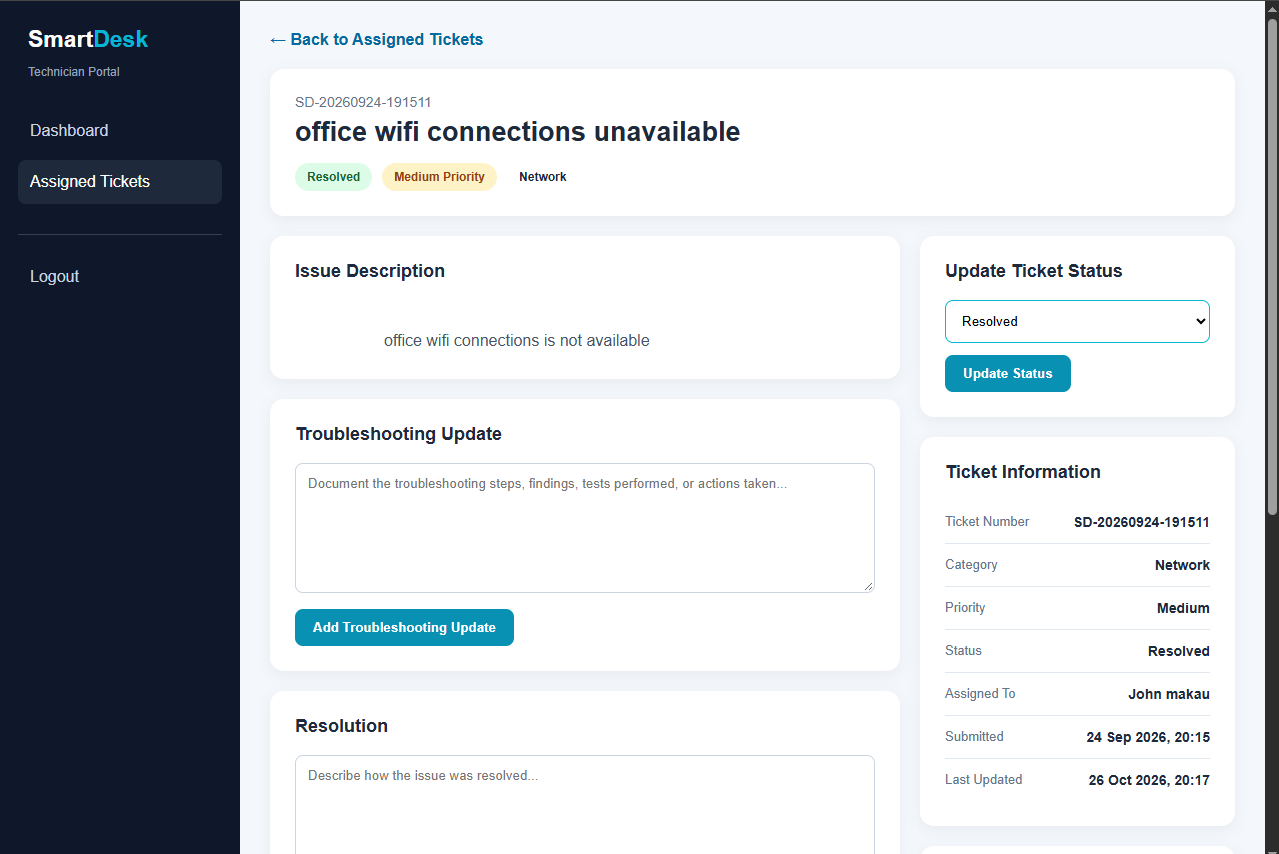 SmartDesk
Technician Portal
Dashboard
Assigned Tickets
Logout
← Back to Assigned Tickets
SD-20260924-191511
office wifi connections unavailable
Resolved
Medium Priority
Network
Issue Description
office wifi connections is not available
Troubleshooting Update
Document the troubleshooting steps, findings, tests performed, or actions taken...
Add Troubleshooting Update
Resolution
Describe how the issue was resolved...
Update Ticket Status
Resolved
Update Status
Ticket Information
Ticket Number SD-20260924-191511
Category Network
Priority Medium
Status Resolved
Assigned To John makau
Submitted 24 Sep 2026, 20:15
Last Updated 26 Oct 2026, 20:17